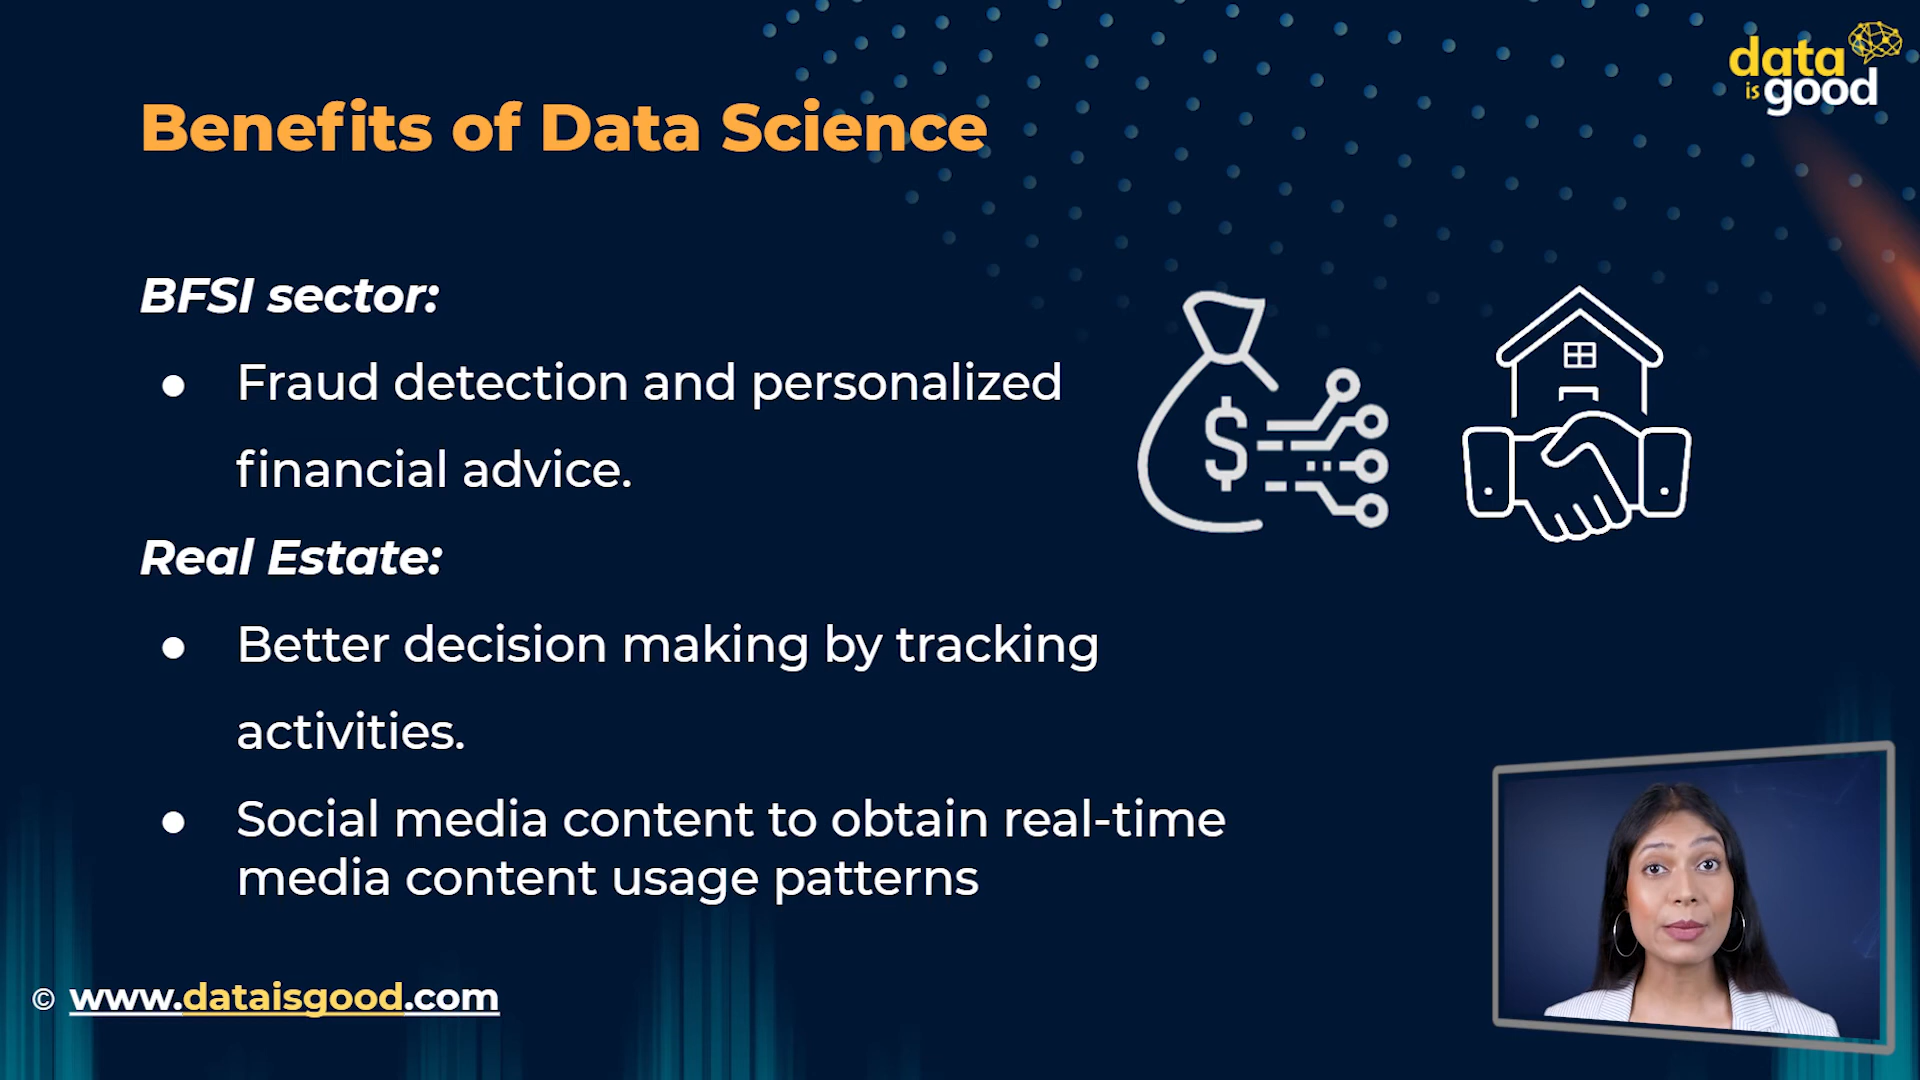 data
is good
Benefits of Data Science
BFSI sector:
● Fraud detection and personalized
financial advice.
$
Real Estate:
● Better decision making by tracking
activities.
● Social media content to obtain real-time
media content usage patterns
© www.dataisgood.com